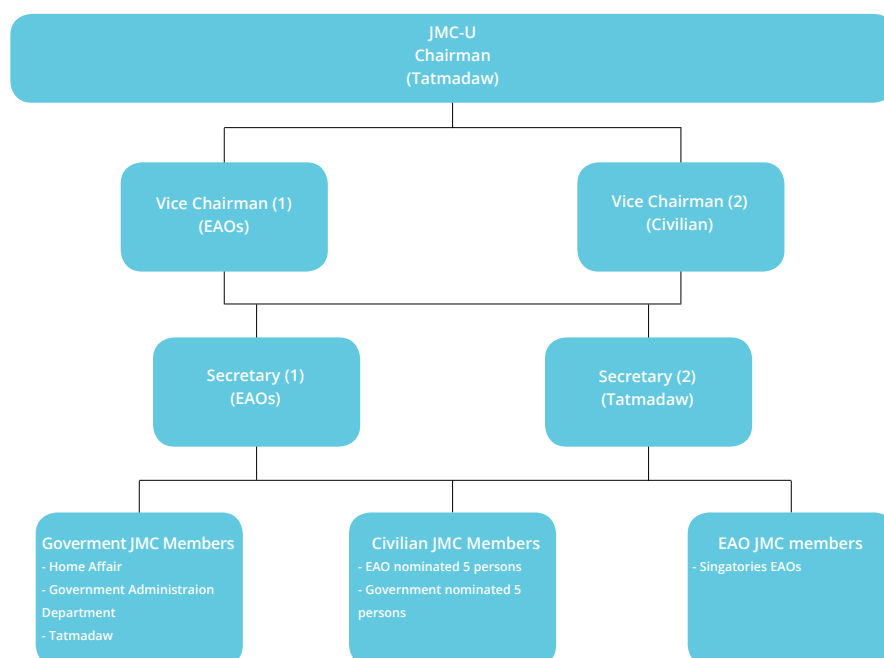 JMC-U
Chairman
(Tatmadaw)
Vice Chairman (1)
(EAOs)
Vice Chairman (2)
(Civilian)
Secretary (1)
(EAOs)
Secretary (2)
(Tatmadaw)
Goverment JMC Members
- Home Affair
- Government Administraion
Department
- Tatmadaw
Civilian JMC Members
- EAO nominated 5 persons
- Government nominated 5
persons
EAO JMC members
- Singatories EAOs